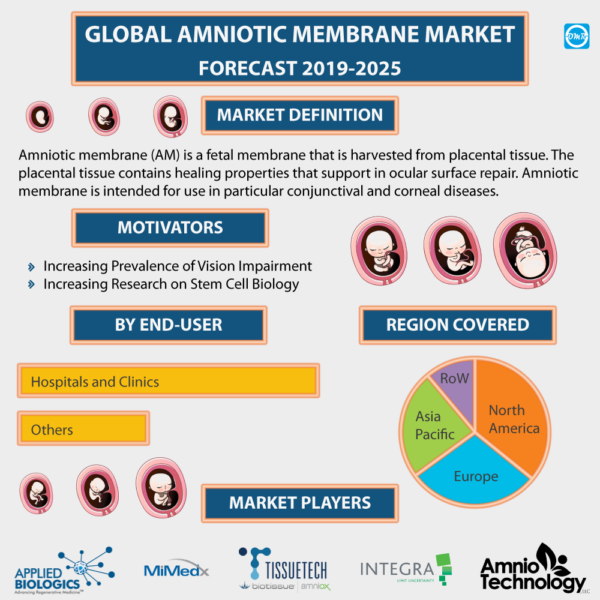 GLOBAL AMNIOTIC MEMBRANE MARKET
FORECAST 2019-2025
OMR
MARKET DEFINITION
Amniotic membrane (AM) is a fetal membrane that is harvested from placental tissue. The
placental tissue contains healing properties that support in ocular surface repair. Amniotic
membrane is intended for use in particular conjunctival and corneal diseases.
MOTIVATORS
Increasing Prevalence of Vision Impairment
Increasing Research on Stem Cell Biology
BY END-USER
Hospitals and Clinics
Others
REGION COVERED
RoW
North
America
Asia
Pacific
Europe
MARKET PLAYERS
APPLIED
BIOLOGICS
Advancing Regenerative Medicine
MiMedx
TISSUETECH
biotissue amniox
INTEGRA
LIMIT UNCERTAINTY
Amnio
Technology LLC